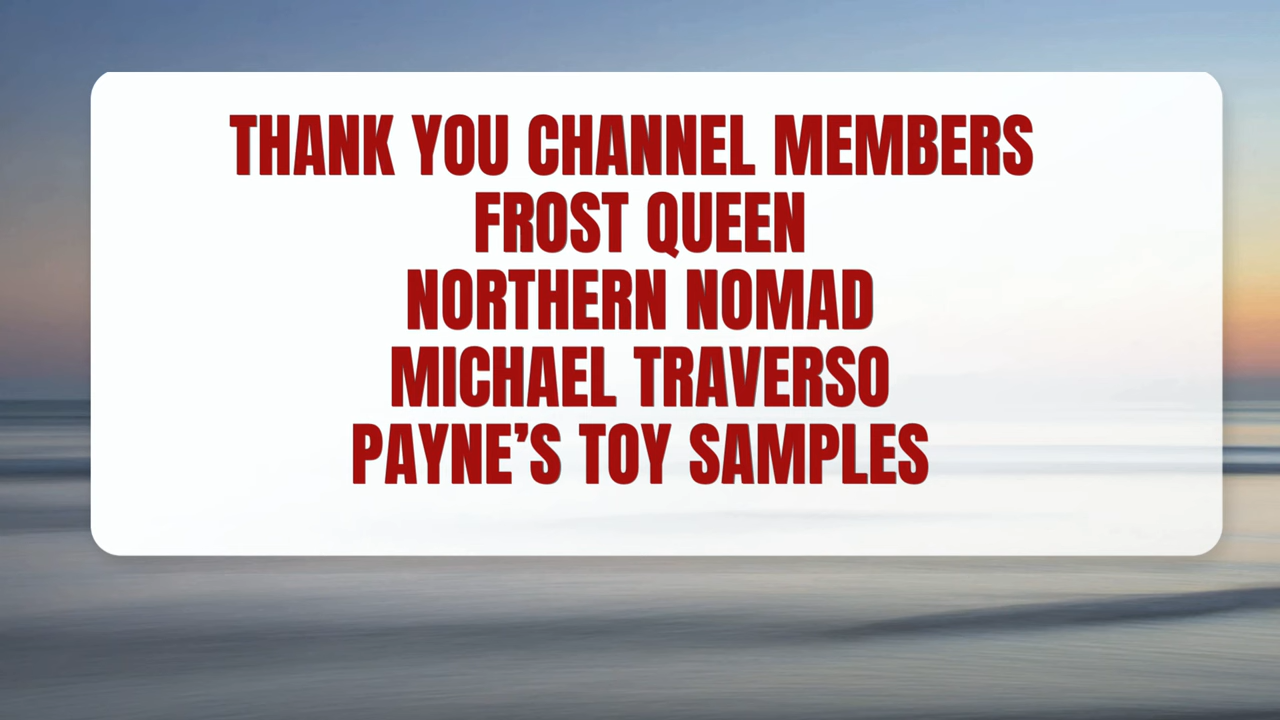 THANK YOU CHANNEL MEMBERS
FROST QUEEN
NORTHERN NOMAD
MICHAEL TRAVERSO
PAYNE’S TOY SAMPLES